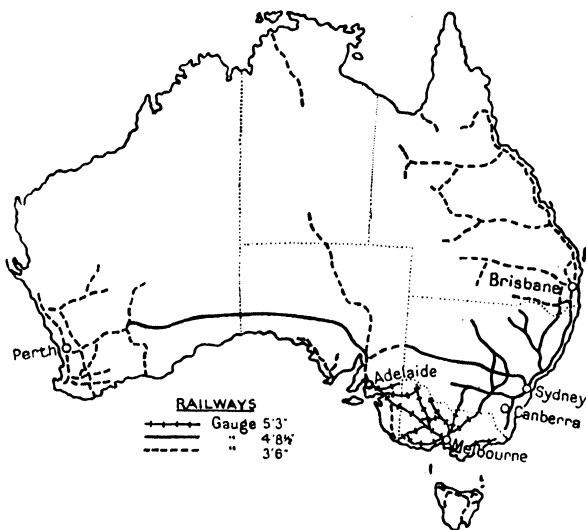 Brisbane
Perth
Adelaide
Sydney
Canberra
Melbourne
RAILWAYS
Gauge 5'3"
" 4'8½"
" 3'6"